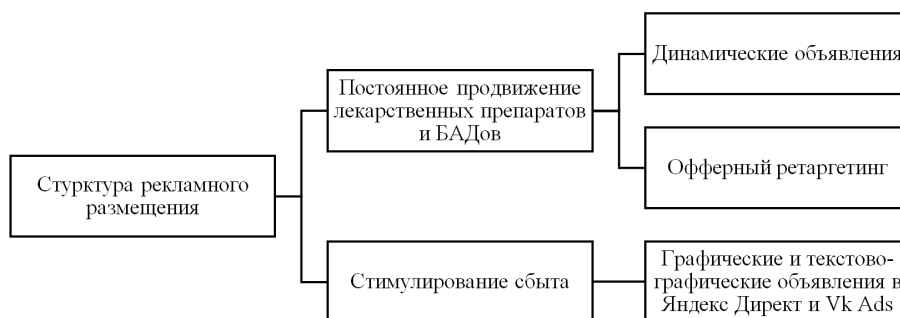 Стурктура рекламного
размещения
Постоянное продвижение
лекарственных препаратов
и БАДов
Динамические объявления
Офферный ретаргетинг
Стимулирование сбыта
Графические и текстово-
графические объявления в
Яндекс Директ и Vk Ads